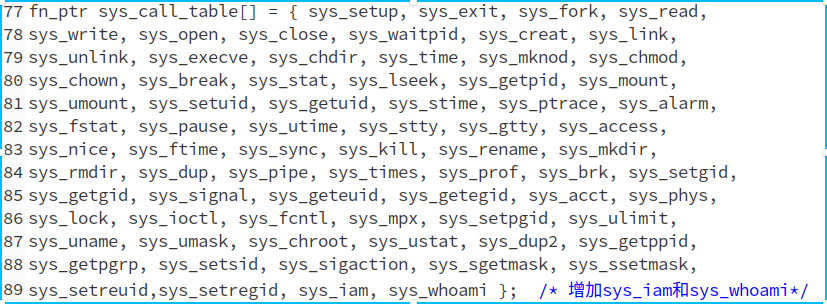 77 fn_ptr sys_call_table[] = { sys_setup, sys_exit, sys_fork, sys_read,
78 sys_write, sys_open, sys_close, sys_waitpid, sys_creat, sys_link,
79 sys_unlink, sys_execve, sys_chdir, sys_time, sys_mknod, sys_chmod,
80 sys_chown, sys_break, sys_stat, sys_lseek, sys_getpid, sys_mount,
81 sys_umount, sys_setuid, sys_getuid, sys_stime, sys_ptrace, sys_alarm,
82 sys_fstat, sys_pause, sys_utime, sys_stty, sys_gtty, sys_access,
83 sys_nice, sys_ftime, sys_sync, sys_kill, sys_rename, sys_mkdir,
84 sys_rmdir, sys_dup, sys_pipe, sys_times, sys_prof, sys_brk, sys_setgid,
85 sys_getgid, sys_signal, sys_geteuid, sys_getegid, sys_acct, sys_phys,
86 sys_lock, sys_ioctl, sys_fcntl, sys_mpx, sys_setpgid, sys_ulimit,
87 sys_uname, sys_umask, sys_chroot, sys_ustat, sys_dup2, sys_getppid,
88 sys_getpgrp, sys_setsid, sys_sigaction, sys_sgetmask, sys_ssetmask,
89 sys_setreuid,sys_setregid, sys_iam, sys_whoami }; /* 增加sys_iam和sys_whoami*/